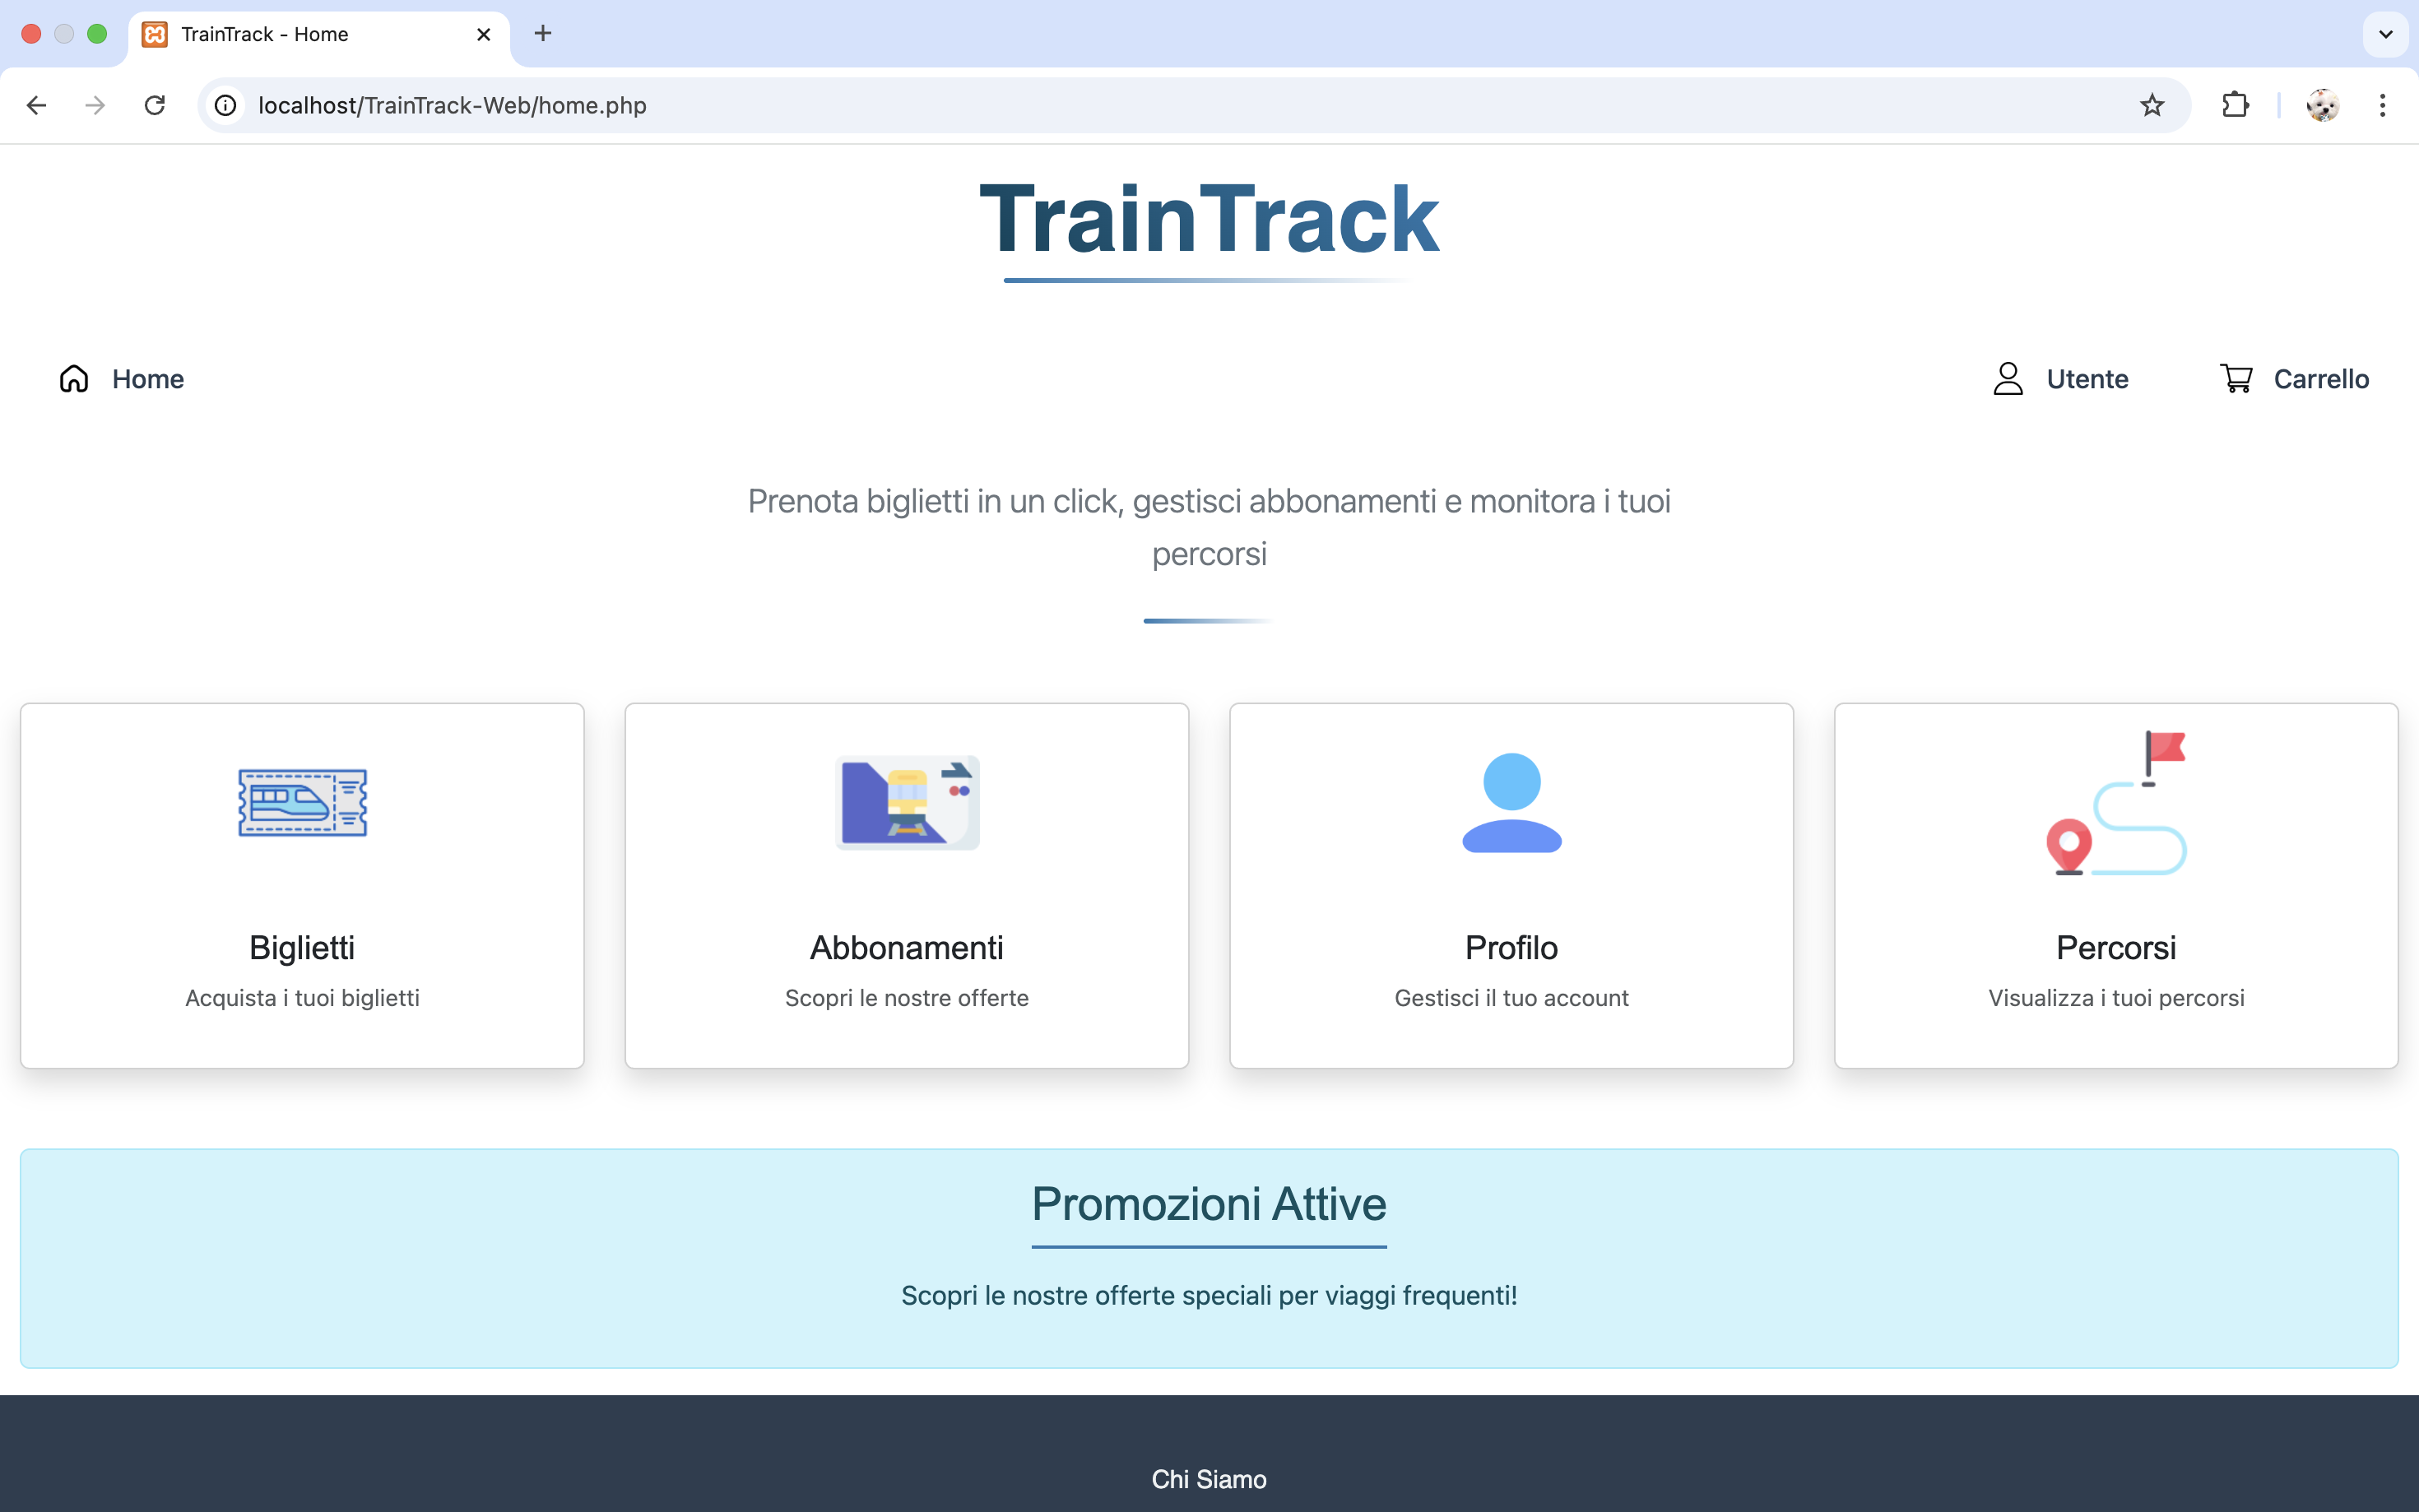 TrainTrack - Home
localhost/TrainTrack-Web/home.php
TrainTrack
Home
Utente
Carrello
Prenota biglietti in un click, gestisci abbonamenti e monitora i tuoi
percorsi
Biglietti
Acquista i tuoi biglietti
Abbonamenti
Scopri le nostre offerte
Profilo
Gestisci il tuo account
Percorsi
Visualizza i tuoi percorsi
Promozioni Attive
Scopri le nostre offerte speciali per viaggi frequenti!
Chi Siamo